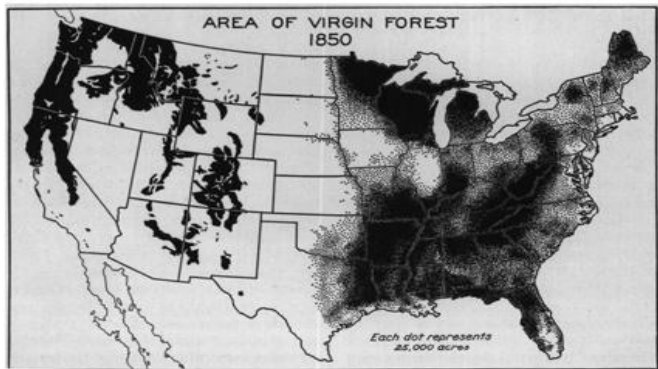 AREA OF VIRGIN FOREST
1850
Each dot represents
25,000 acres